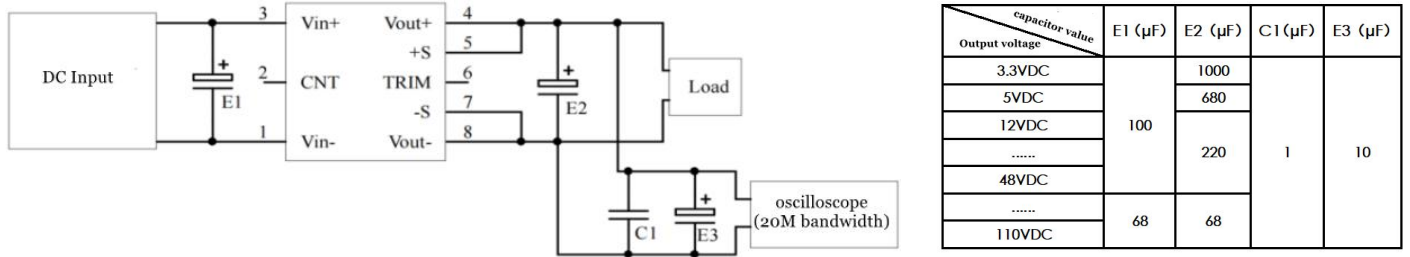 3 Vin+ Vout+ 4
+S 5
DC Input
+
E1
2 CNT TRIM 6
+
E2
Load
-S 7
1 Vin- Vout- 8
C1
+
E3
oscilloscope
(20M bandwidth)
capacitor value
Output voltage
E1 (μF) E2 (μF) C1(μF) E3 (μF)
3.3VDC 1000
5VDC 680
12VDC
100
...... 220 1 10
48VDC
......
68 68
110VDC